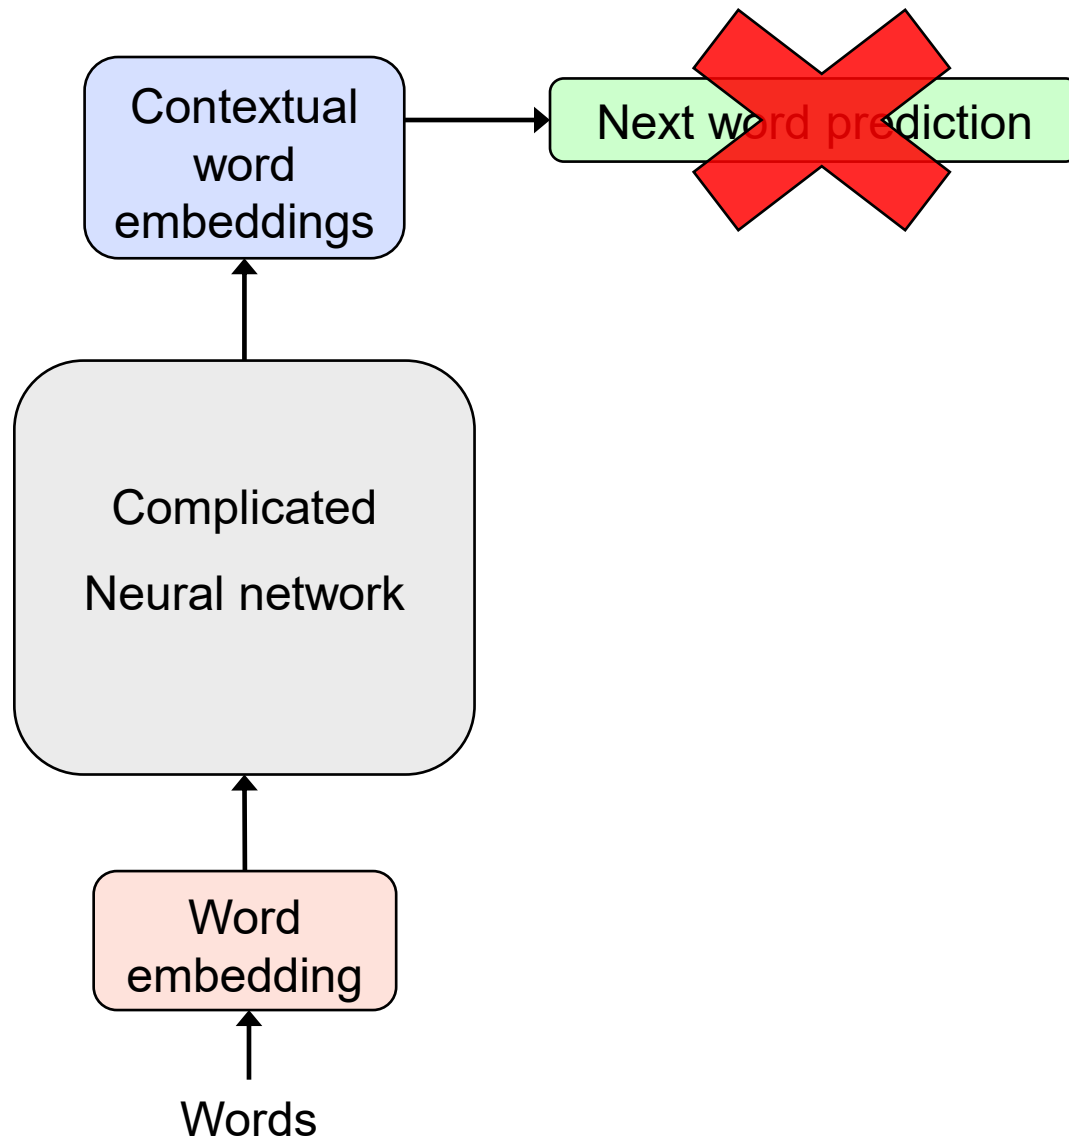 Contextual
word
embeddings
Next word prediction
Complicated
Neural network
Word
embedding
Words